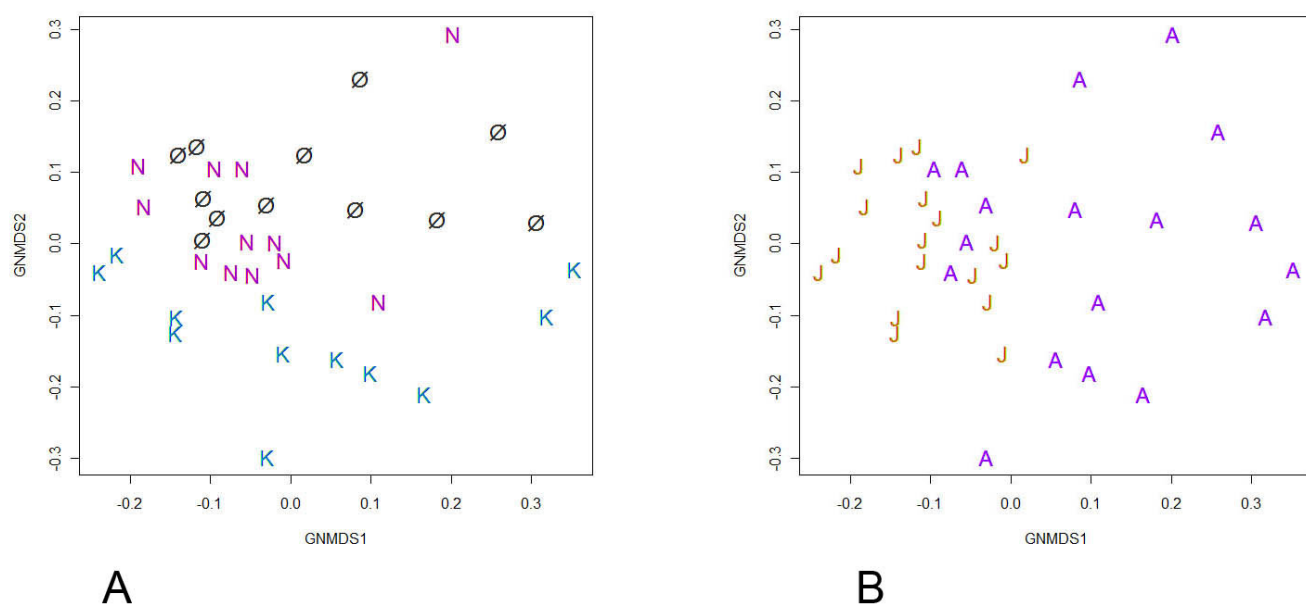 0.3
0.2
0.1
0.0
-0.1
-0.2
-0.3
GNMDS2
N
Ø
Ø
Ø
Ø Ø
N N N
Ø
N Ø Ø
Ø Ø Ø
Ø N N
K
N N
K N N K
K N
K K
K
K
K
K
K
K
-0.2 -0.1 0.0 0.1 0.2 0.3
GNMDS1
A
0.3
0.2
0.1
0.0
-0.1
-0.2
-0.3
GNMDS2
A
A
A
J
J J
J A A
J
J A A
J A A
J A J
J
J J
J A J A
J A
J A
J
J
A
A
A
A
-0.2 -0.1 0.0 0.1 0.2 0.3
GNMDS1
B